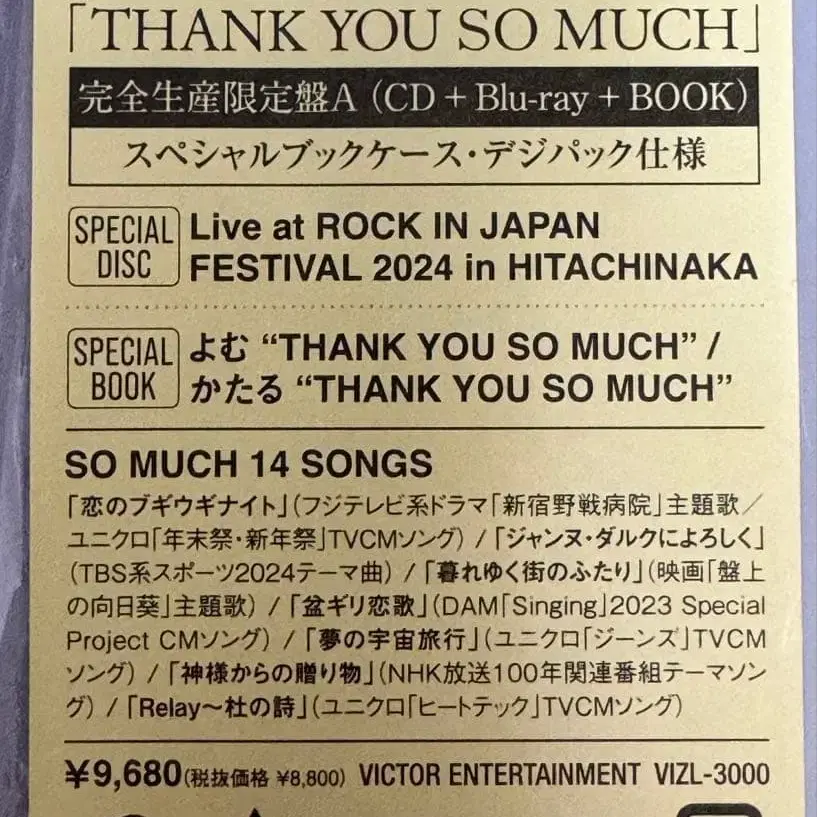 「THANK YOU SO MUCH」
完全生産限定盤A（CD + Blu-ray + BOOK）
スペシャルブックケース・デジパック仕様
SPECIAL DISC
Live at ROCK IN JAPAN
FESTIVAL 2024 in HITACHINAKA
SPECIAL BOOK
よむ “THANK YOU SO MUCH” /
かたる “THANK YOU SO MUCH”
SO MUCH 14 SONGS
「恋のブギウギナイト」（フジテレビ系ドラマ「新宿野戦病院」主題歌／
ユニクロ「年末祭・新年祭」TVCMソング） / 「ジャンヌ・ダルクによろしく」
（TBS系スポーツ2024テーマ曲） / 「暮れゆく街のふたり」（映画「盤上
の向日葵」主題歌） / 「盆ギリ恋歌」（DAM「Singing」2023 Special
Project CMソング） / 「夢の宇宙旅行」（ユニクロ「ジーンズ」TVCM
ソング） / 「神様からの贈り物」（NHK放送100年関連番組テーマソン
グ） / 「Relay～杜の詩」（ユニクロ「ヒートテック」TVCMソング）
¥9,680（税抜価格 ¥8,800） VICTOR ENTERTAINMENT VIZL-3000